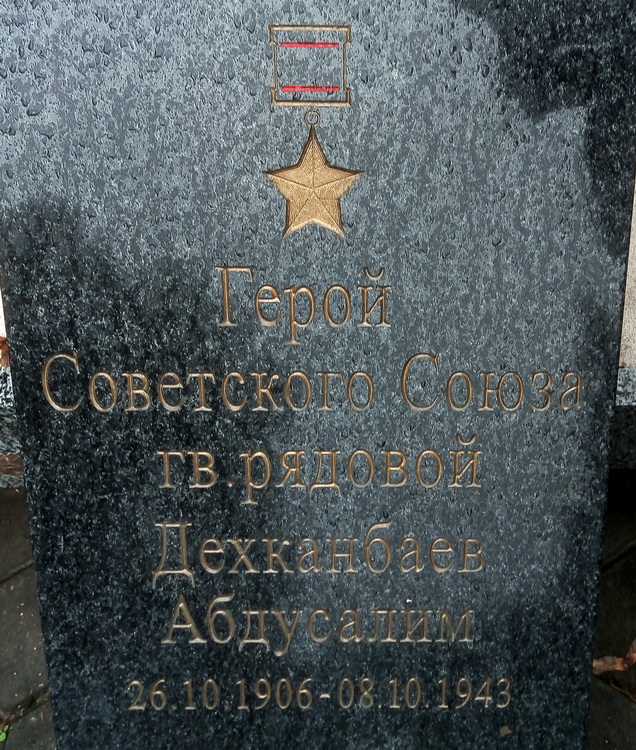 Герой
Советского Союза
гв.рядовой
Дехканбаев
Абдусалим
26.10.1906-08.10.1943